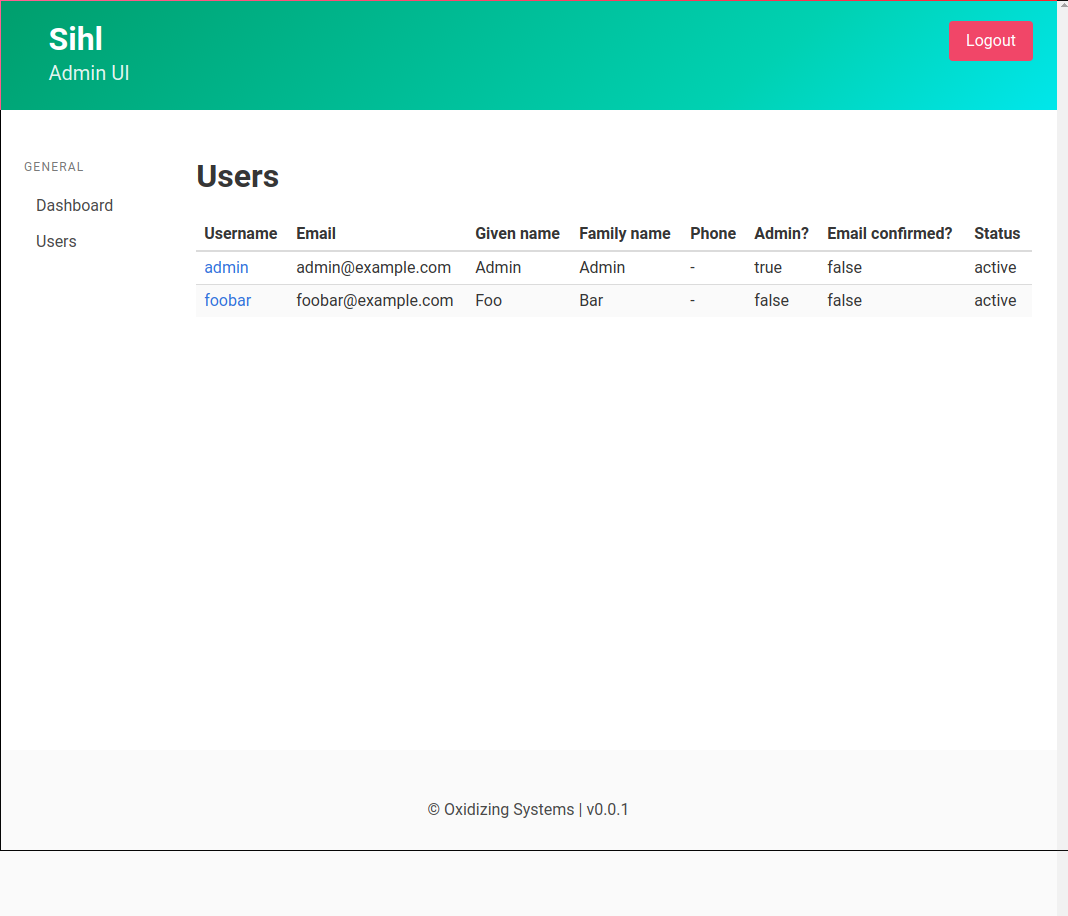 Sihl
Admin UI
Logout
GENERAL
Dashboard
Users
Users
Username Email Given name Family name Phone Admin? Email confirmed? Status
admin admin@example.com Admin Admin - true false active
foobar foobar@example.com Foo Bar - false false active
© Oxidizing Systems | v0.0.1